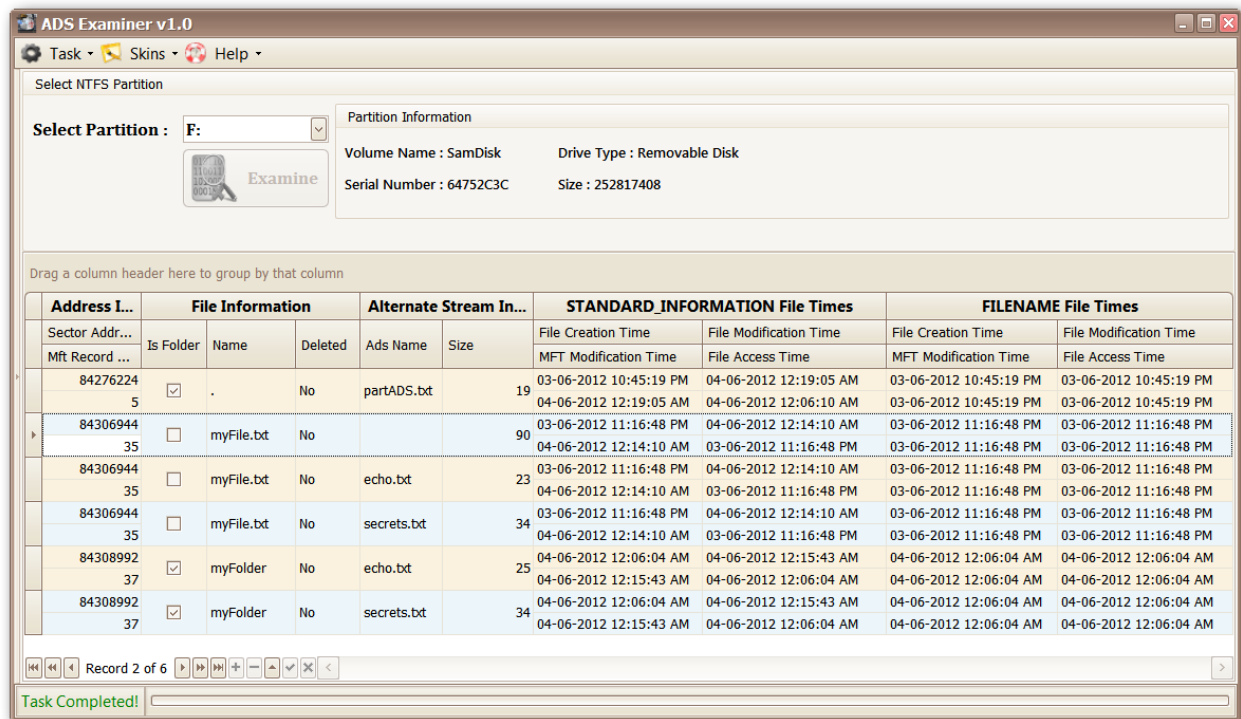 ADS Examiner v1.0
Task Skins Help
Select NTFS Partition
Select Partition : F:
Examine
Partition Information
Volume Name : SamDisk Drive Type : Removable Disk
Serial Number : 64752C3C Size : 252817408
Drag a column header here to group by that column
Address I... File Information Alternate Stream In... STANDARD_INFORMATION File Times FILENAME File Times
Sector Addr... Is Folder Name Deleted Ads Name Size File Creation Time File Modification Time File Creation Time File Modification Time
Mft Record ... MFT Modification Time File Access Time MFT Modification Time File Access Time
84276224 . No partADS.txt 19 03-06-2012 10:45:19 PM 04-06-2012 12:19:05 AM 03-06-2012 10:45:19 PM 03-06-2012 10:45:19 PM
5 04-06-2012 12:19:05 AM 04-06-2012 12:06:10 AM 03-06-2012 10:45:19 PM 03-06-2012 10:45:19 PM
84306944 myFile.txt No 90 03-06-2012 11:16:48 PM 04-06-2012 12:14:10 AM 03-06-2012 11:16:48 PM 03-06-2012 11:16:48 PM
35 04-06-2012 12:14:10 AM 03-06-2012 11:16:48 PM 03-06-2012 11:16:48 PM 03-06-2012 11:16:48 PM
84306944 myFile.txt No echo.txt 23 03-06-2012 11:16:48 PM 04-06-2012 12:14:10 AM 03-06-2012 11:16:48 PM 03-06-2012 11:16:48 PM
35 04-06-2012 12:14:10 AM 03-06-2012 11:16:48 PM 03-06-2012 11:16:48 PM 03-06-2012 11:16:48 PM
84306944 myFile.txt No secrets.txt 34 03-06-2012 11:16:48 PM 04-06-2012 12:14:10 AM 03-06-2012 11:16:48 PM 03-06-2012 11:16:48 PM
35 04-06-2012 12:14:10 AM 03-06-2012 11:16:48 PM 03-06-2012 11:16:48 PM 03-06-2012 11:16:48 PM
84308992 myFolder No echo.txt 25 04-06-2012 12:06:04 AM 04-06-2012 12:15:43 AM 04-06-2012 12:06:04 AM 04-06-2012 12:06:04 AM
37 04-06-2012 12:15:43 AM 04-06-2012 12:06:04 AM 04-06-2012 12:06:04 AM 04-06-2012 12:06:04 AM
84308992 myFolder No secrets.txt 34 04-06-2012 12:06:04 AM 04-06-2012 12:15:43 AM 04-06-2012 12:06:04 AM 04-06-2012 12:06:04 AM
37 04-06-2012 12:15:43 AM 04-06-2012 12:06:04 AM 04-06-2012 12:06:04 AM 04-06-2012 12:06:04 AM
Record 2 of 6
Task Completed!